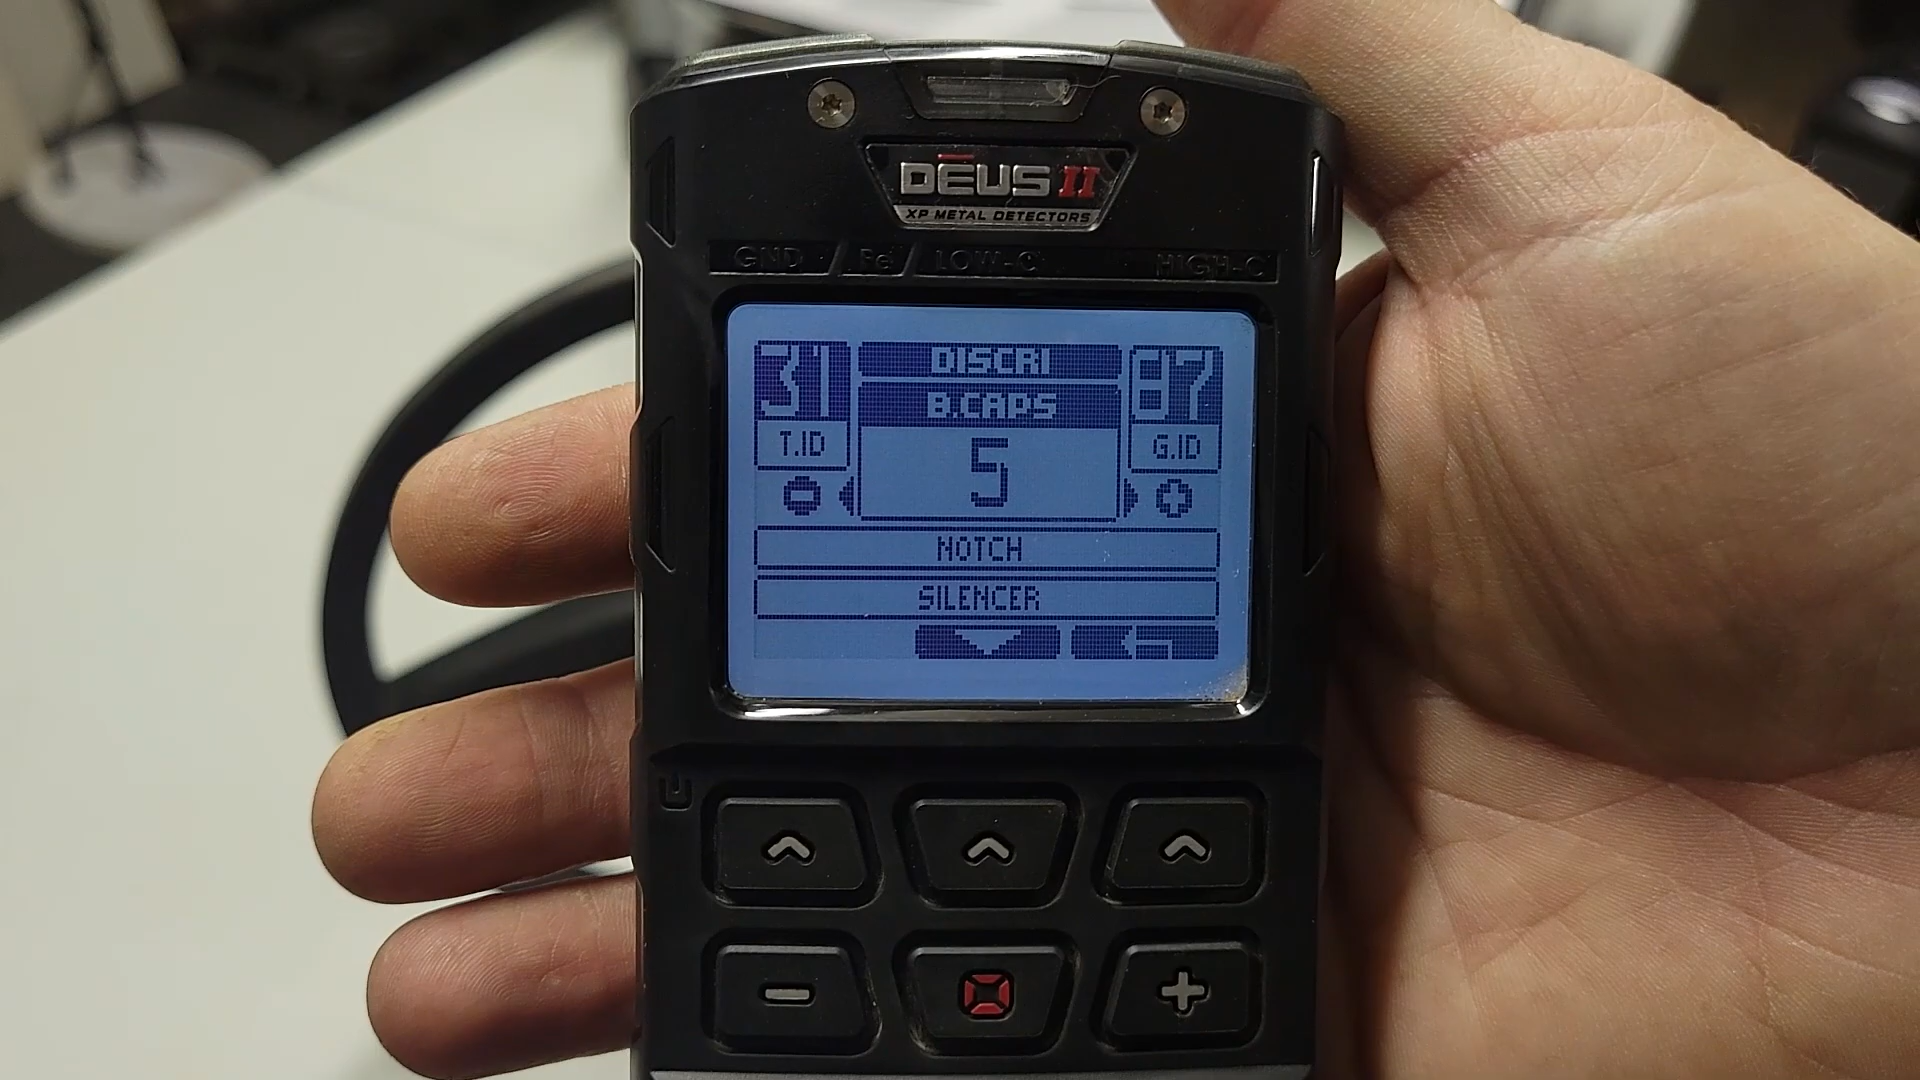 DEUS II
XP METAL DETECTORS
GND / Fe / LOW-C HIGH-C
31 DISCRI 87
B.CAPS
T.ID 5 G.ID
NOTCH
SILENCER